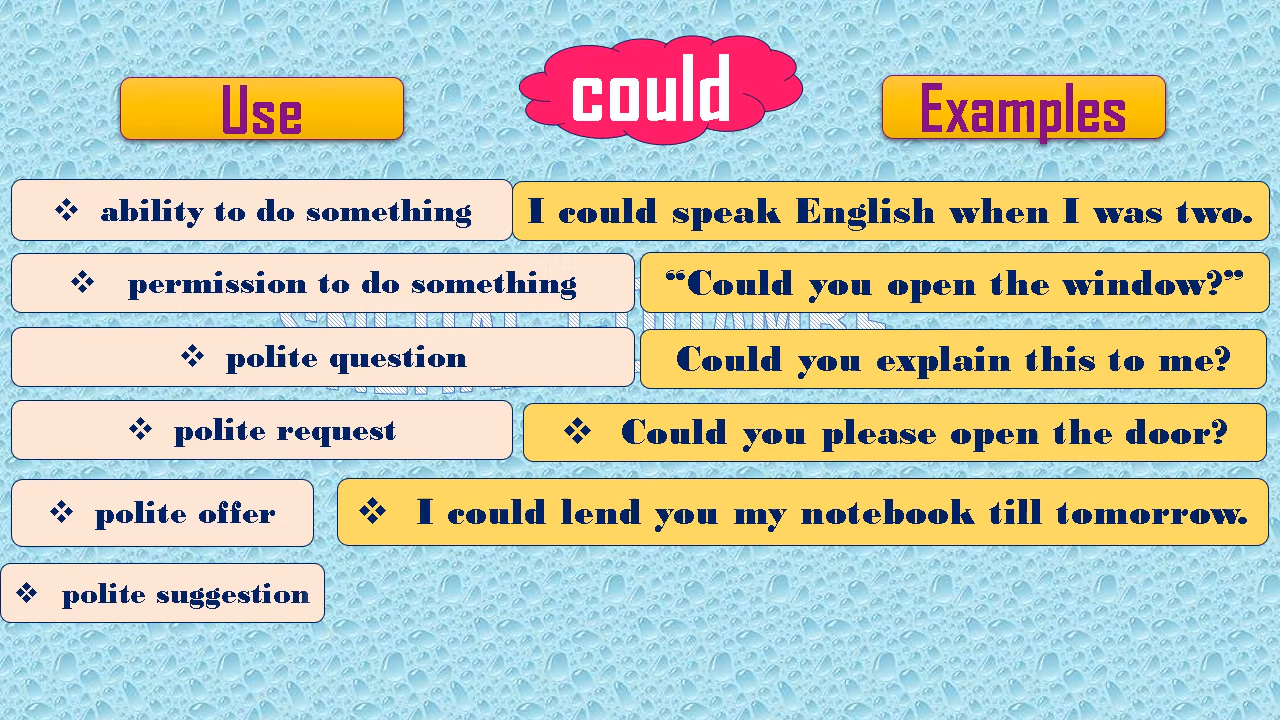 could
Use
Examples
❖ ability to do something
I could speak English when I was two.
❖ permission to do something
“Could you open the window?”
❖ polite question
Could you explain this to me?
❖ polite request
❖ Could you please open the door?
❖ polite offer
❖ I could lend you my notebook till tomorrow.
❖ polite suggestion